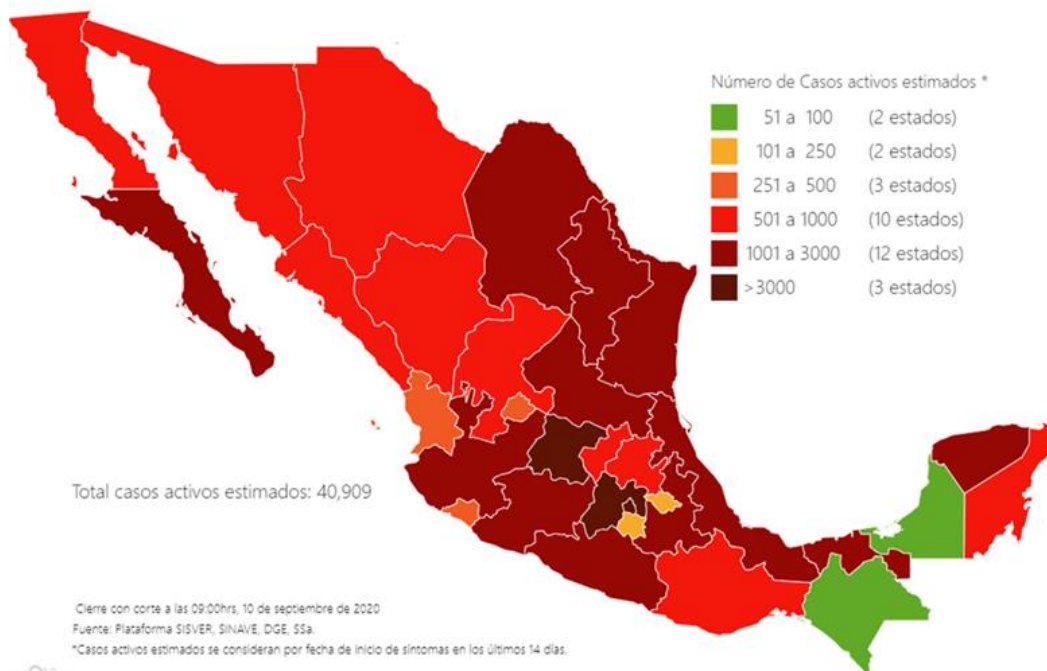 Número de Casos activos estimados *
51 a 100 (2 estados)
101 a 250 (2 estados)
251 a 500 (3 estados)
501 a 1000 (10 estados)
1001 a 3000 (12 estados)
>3000 (3 estados)
Total casos activos estimados: 40,909
Cierre con corte a las 09:00hrs, 10 de septiembre de 2020
Fuente: Plataforma SISVER, SINAVE, DGE, SSa.
*Casos activos estimados se consideran por fecha de inicio de síntomas en los últimos 14 días.